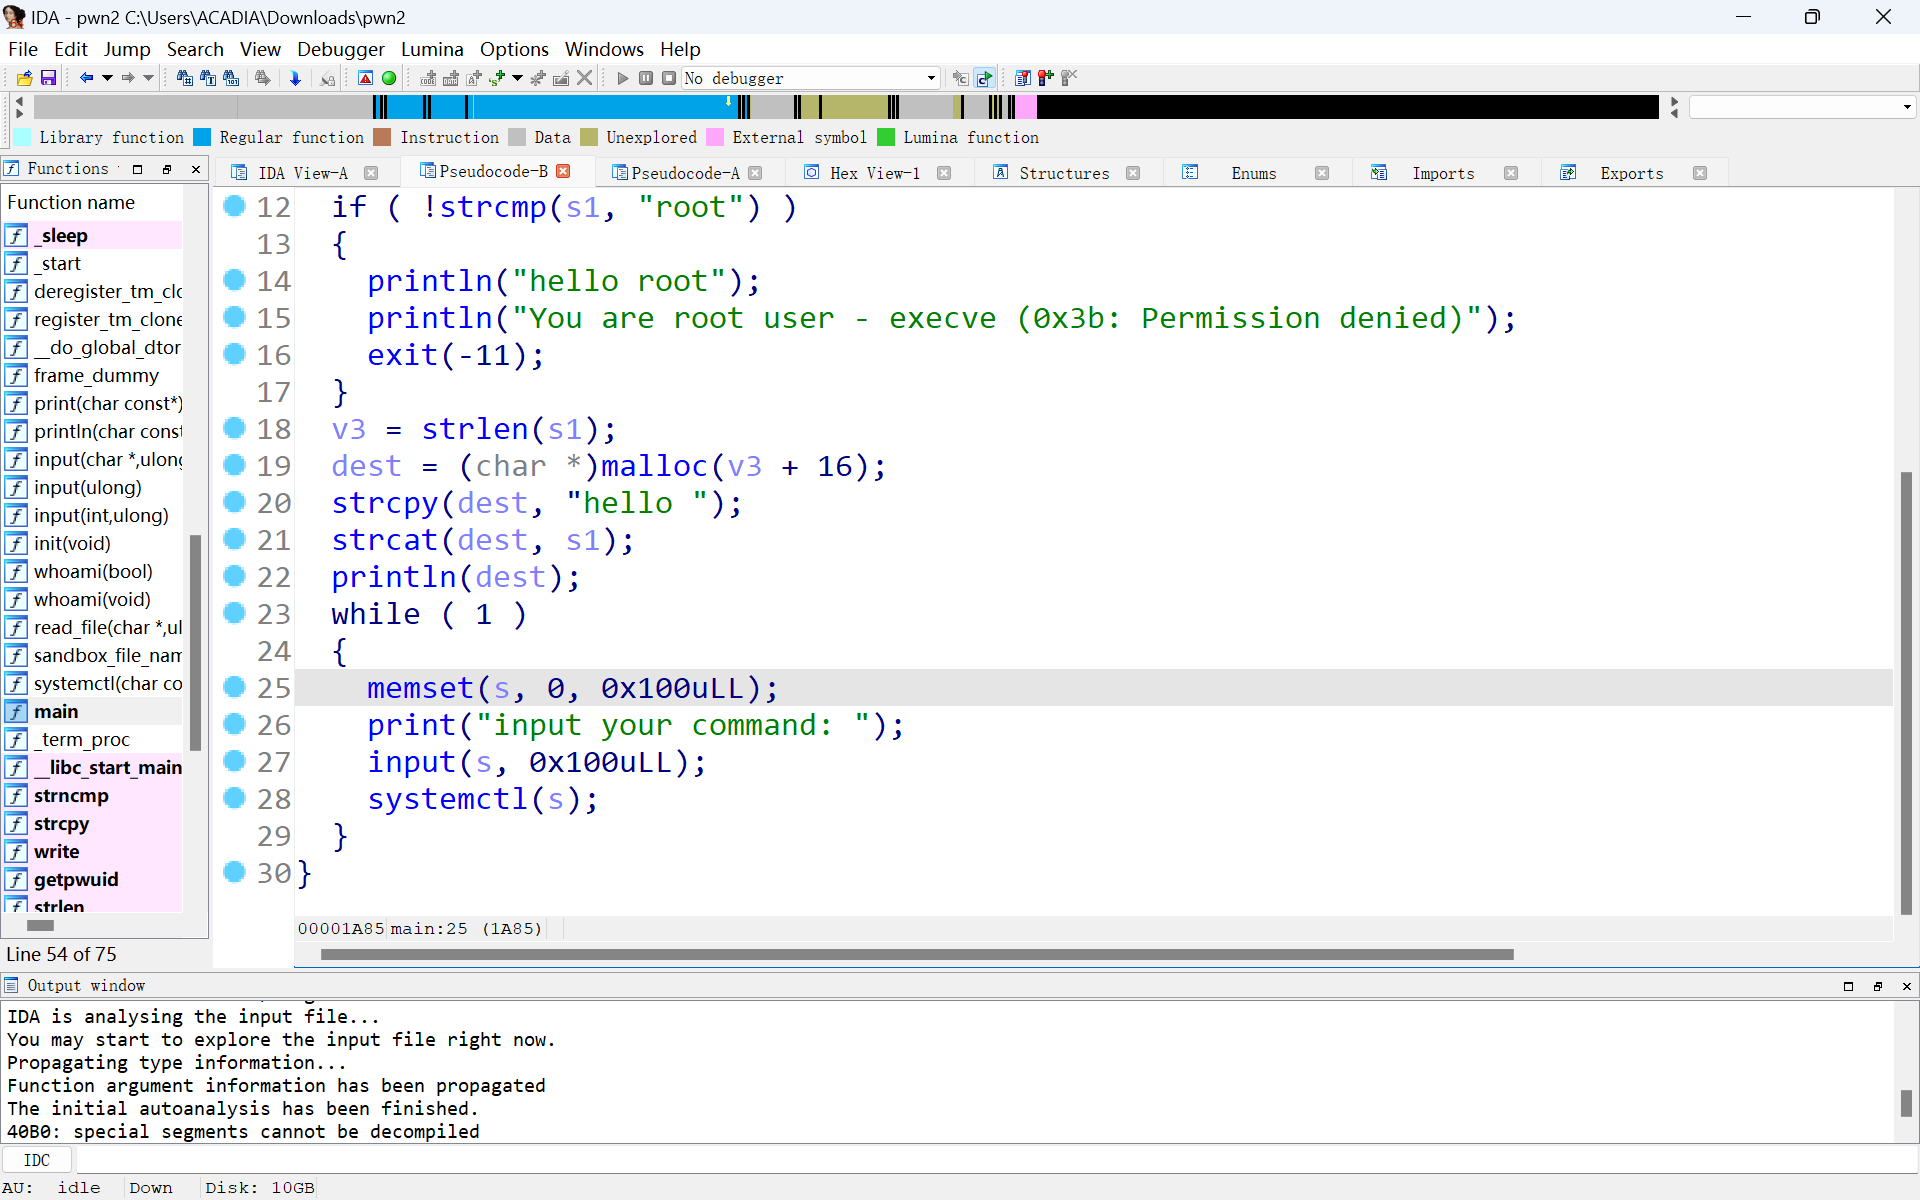 IDA - pwn2 C:\Users\ACADIA\Downloads\pwn2
File Edit Jump Search View Debugger Lumina Options Windows Help
No debugger
Library function Regular function Instruction Data Unexplored External symbol Lumina function
Functions
IDA View-A Pseudocode-B Pseudocode-A Hex View-1 Structures Enums Imports Exports
Function name
_sleep
_start
deregister_tm_clc
register_tm_clone
__do_global_dtor
frame_dummy
print(char const*)
println(char const
input(char *,ulong
input(ulong)
input(int,ulong)
init(void)
whoami(bool)
whoami(void)
read_file(char *,ul
sandbox_file_nam
systemctl(char co
main
_term_proc
__libc_start_main
strncmp
strcpy
write
getpwuid
strlen
Line 54 of 75
12 if ( !strcmp(s1, "root") )
13 {
14 println("hello root");
15 println("You are root user - execve (0x3b: Permission denied)");
16 exit(-11);
17 }
18 v3 = strlen(s1);
19 dest = (char *)malloc(v3 + 16);
20 strcpy(dest, "hello ");
21 strcat(dest, s1);
22 println(dest);
23 while ( 1 )
24 {
25 memset(s, 0, 0x100uLL);
26 print("input your command: ");
27 input(s, 0x100uLL);
28 systemctl(s);
29 }
30 }
00001A85 main:25 (1A85)
Output window
IDA is analysing the input file...
You may start to explore the input file right now.
Propagating type information...
Function argument information has been propagated
The initial autoanalysis has been finished.
40B0: special segments cannot be decompiled
IDC
AU: idle Down Disk: 10GB